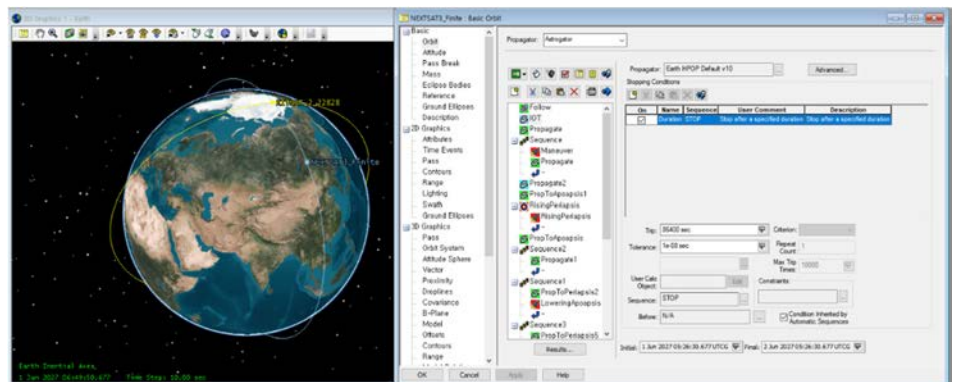 3D Graphics 1 - Earth
Earth Inertial Axes
1 Jun 2027 06:49:50.677 Time Step: 10.00 sec
NEXTSAT3_Finite : Basic Orbit
Basic
Orbit
Attitude
Pass Break
Mass
Eclipse Bodies
Reference
Ground Ellipses
Description
2D Graphics
Attributes
Time Events
Pass
Contours
Range
Lighting
Swath
Ground Ellipses
3D Graphics
Pass
Orbit System
Attitude Sphere
Vector
Proximity
Droplines
Covariance
B-Plane
Model
Offsets
Contours
Range
Propagator: Astrogator
Follow
IOT
Propagate
Sequence
Maneuver
Propagate
-
Propagate2
PropToApoapsis1
RisingPeriapsis
RisingPeriapsis
-
PropToApoapsis
Sequence2
Propagate1
-
Sequence1
PropToPeriapsis2
LoweringApoapsis
-
Sequence3
PropToPeriapsis5
Results...
Propagator: Earth HPOP Default v10 ... Advanced...
Stopping Conditions
On Name Sequence User Comment Description
Duration STOP Stop after a specified duration Stop after a specified duration
Trip: 86400 sec Criterion:
Tolerance: 1e-08 sec Repeat Count: 1
Max Trip Times: 10000
User Calc Object: Edit Constraints:
Sequence: STOP ...
Before: N/A ... Condition Inherited by Automatic Sequences
Initial: 1 Jun 2027 05:26:30.677 UTCG Final: 2 Jun 2027 05:26:30.677 UTCG
OK Cancel Apply Help